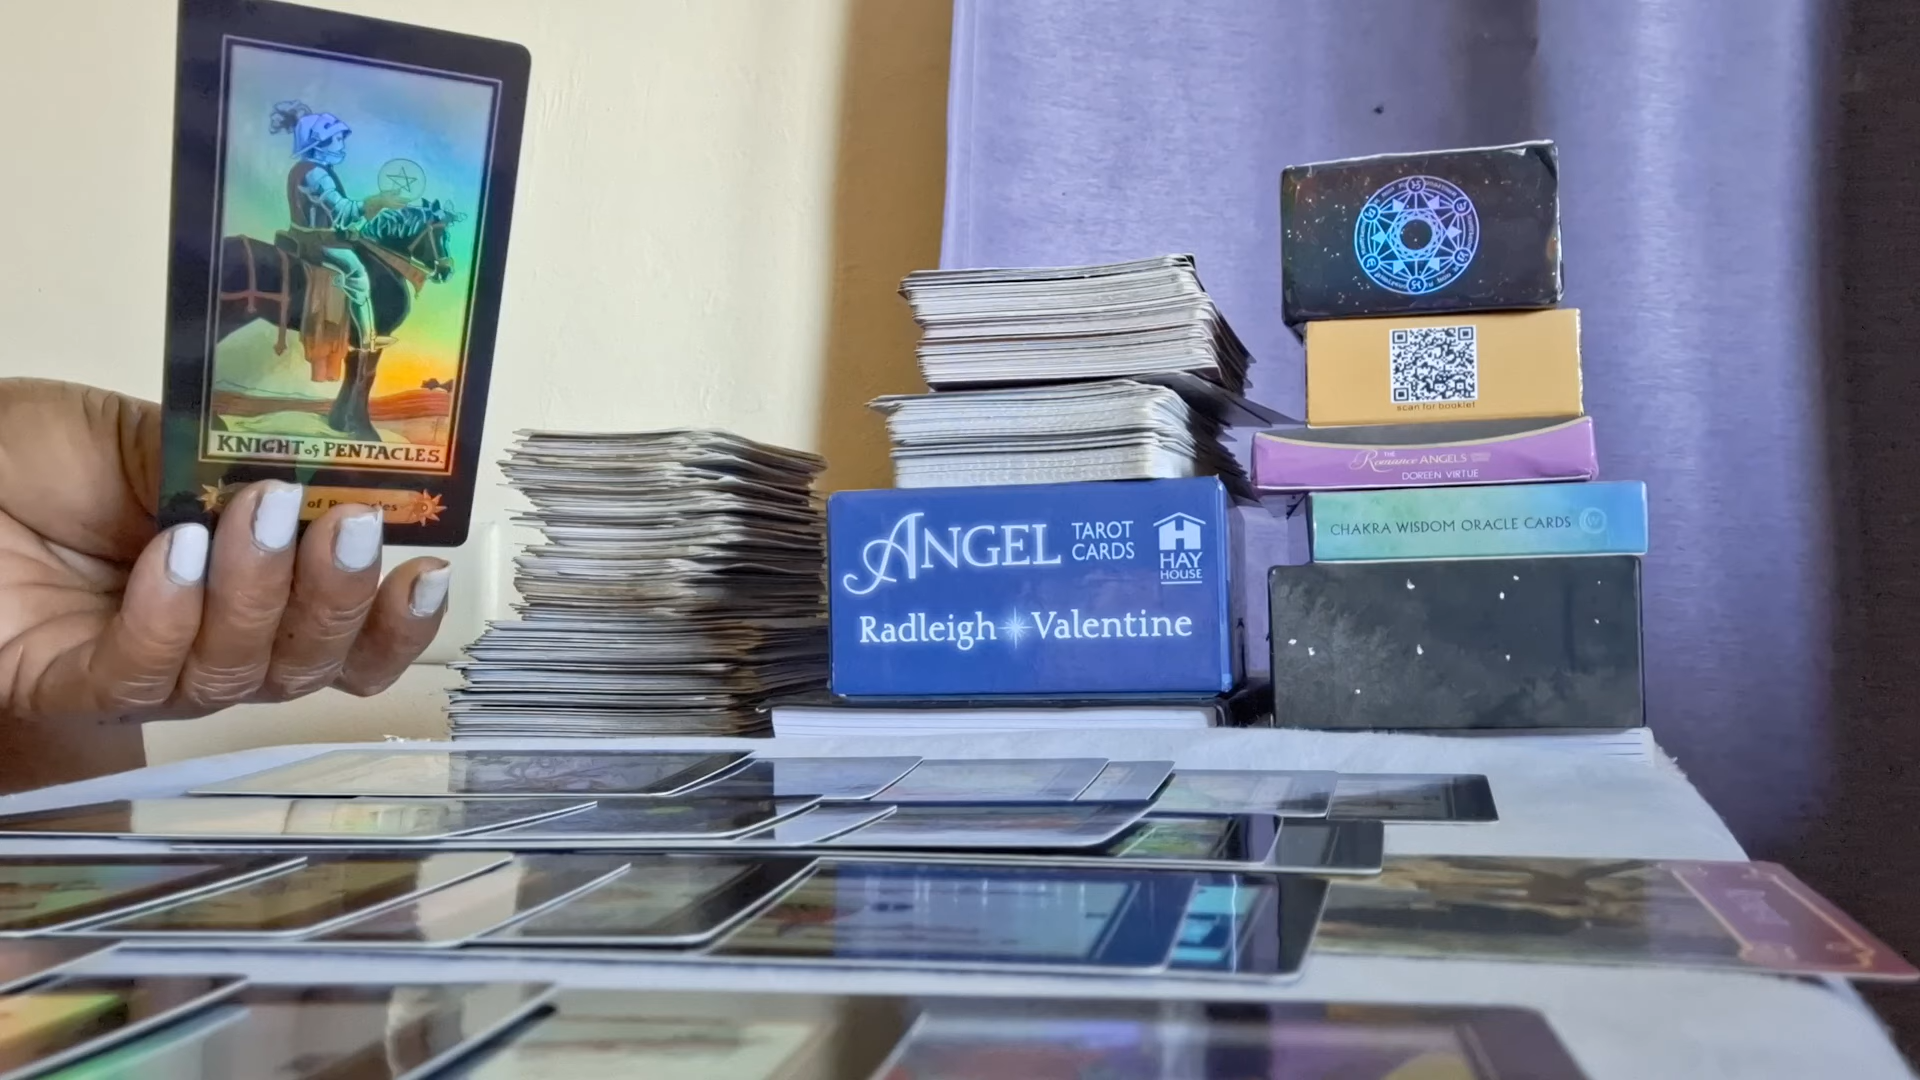 KNIGHT of PENTACLES.
of
ANGEL TAROT CARDS
HAY HOUSE
Radleigh Valentine
scan for booklet
THE Romance ANGELS
DOREEN VIRTUE
CHAKRA WISDOM ORACLE CARDS